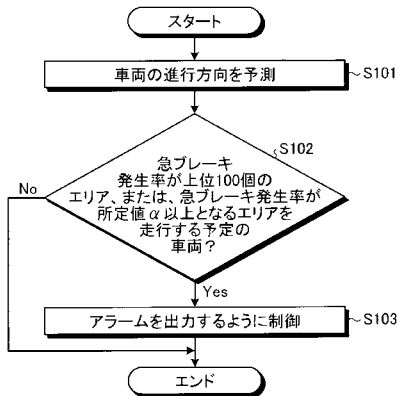 スタート
車両の進行方向を予測
S101
S102
急ブレーキ
発生率が上位100個の
エリア、または、急ブレーキ発生率が
所定値α以上となるエリアを
走行する予定の
車両？
No
Yes
アラームを出力するように制御
S103
エンド